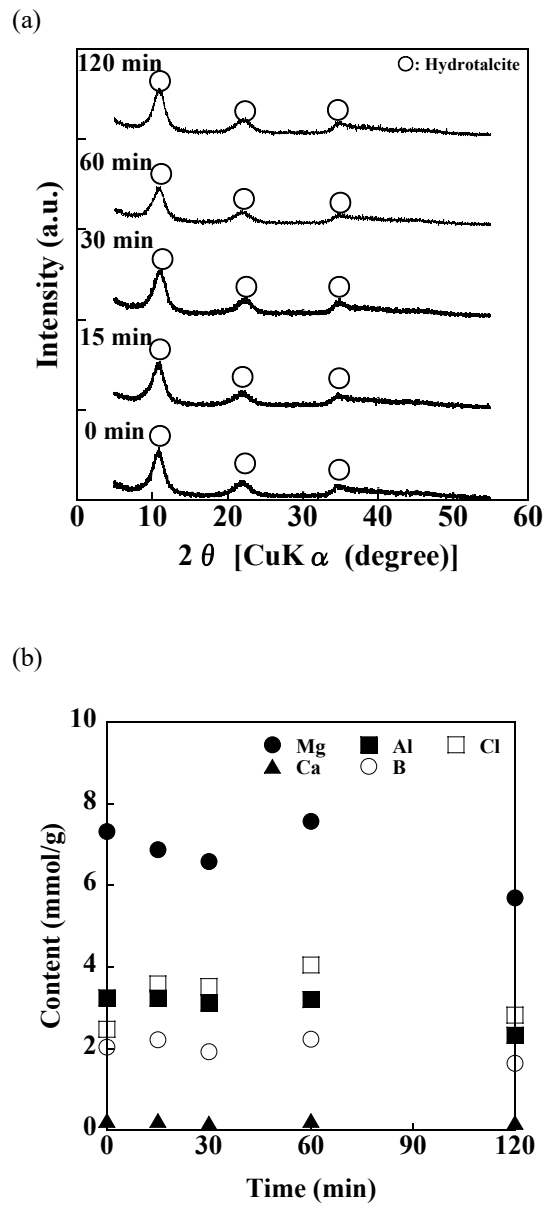 (a)
120 min
○: Hydrotalcite
60 min
30 min
15 min
0 min
Intensity (a.u.)
0 10 20 30 40 50 60
2 θ [CuK α (degree)]
(b)
10
8
6
4
2
0
Mg Al Cl
Ca B
Content (mmol/g)
0 30 60 90 120
Time (min)